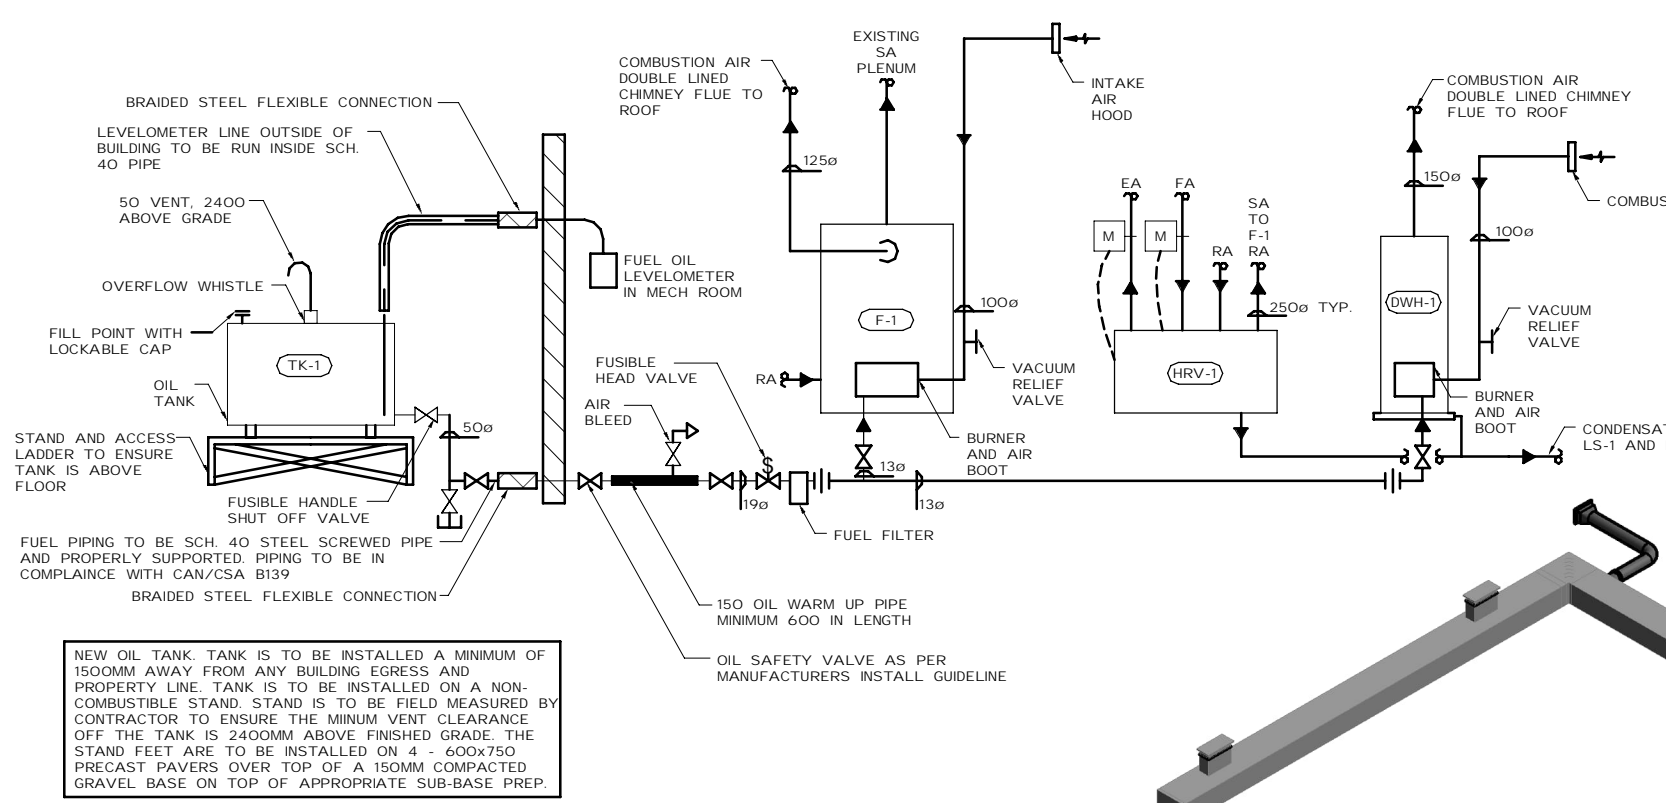 BRAIDED STEEL FLEXIBLE CONNECTION
LEVELOMETER LINE OUTSIDE OF
BUILDING TO BE RUN INSIDE SCH.
40 PIPE
50 VENT, 2400
ABOVE GRADE
OVERFLOW WHISTLE
FILL POINT WITH
LOCKABLE CAP
TK-1
OIL
TANK
STAND AND ACCESS
LADDER TO ENSURE
TANK IS ABOVE
FLOOR
50ø
FUSIBLE HANDLE
SHUT OFF VALVE
FUEL PIPING TO BE SCH. 40 STEEL SCREWED PIPE
AND PROPERLY SUPPORTED. PIPING TO BE IN
COMPLAINCE WITH CAN/CSA B139
BRAIDED STEEL FLEXIBLE CONNECTION
FUEL OIL
LEVELOMETER
IN MECH ROOM
COMBUSTION AIR
DOUBLE LINED
CHIMNEY FLUE TO
ROOF
125ø
EXISTING
SA
PLENUM
INTAKE
AIR
HOOD
F-1
100ø
VACUUM
RELIEF
VALVE
RA
FUSIBLE
HEAD VALVE
AIR
BLEED
S
19ø
13ø
13ø
BURNER
AND AIR
BOOT
FUEL FILTER
150 OIL WARM UP PIPE
MINIMUM 600 IN LENGTH
OIL SAFETY VALVE AS PER
MANUFACTURERS INSTALL GUIDELINE
EA
FA
M
M
RA
SA
TO
F-1
RA
250ø TYP.
HRV-1
COMBUSTION AIR
DOUBLE LINED CHIMNEY
FLUE TO ROOF
150ø
COMBUS
100ø
DWH-1
VACUUM
RELIEF
VALVE
BURNER
AND AIR
BOOT
CONDENSAT
LS-1 AND
NEW OIL TANK. TANK IS TO BE INSTALLED A MINIMUM OF
1500MM AWAY FROM ANY BUILDING EGRESS AND
PROPERTY LINE. TANK IS TO BE INSTALLED ON A NON-
COMBUSTIBLE STAND. STAND IS TO BE FIELD MEASURED BY
CONTRACTOR TO ENSURE THE MIINUM VENT CLEARANCE
OFF THE TANK IS 2400MM ABOVE FINISHED GRADE. THE
STAND FEET ARE TO BE INSTALLED ON 4 - 600x750
PRECAST PAVERS OVER TOP OF A 150MM COMPACTED
GRAVEL BASE ON TOP OF APPROPRIATE SUB-BASE PREP.